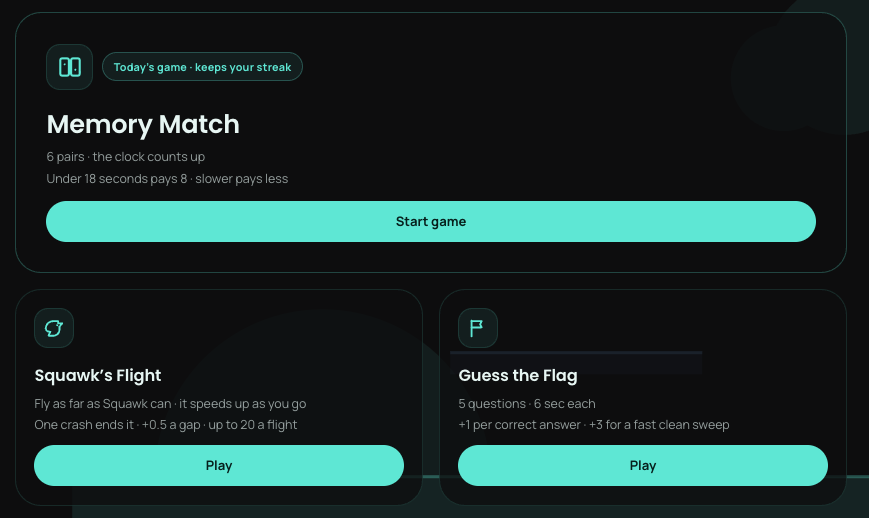 Today's game · keeps your streak
Memory Match
6 pairs · the clock counts up
Under 18 seconds pays 8 · slower pays less
Start game
Squawk's Flight
Fly as far as Squawk can · it speeds up as you go
One crash ends it · +0.5 a gap · up to 20 a flight
Play
Guess the Flag
5 questions · 6 sec each
+1 per correct answer · +3 for a fast clean sweep
Play